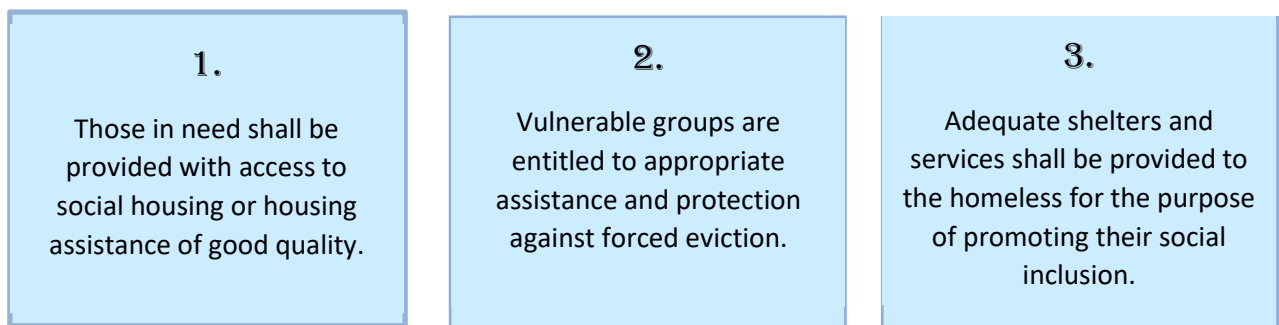 1.
Those in need shall be
provided with access to
social housing or housing
assistance of good quality.
2.
Vulnerable groups are
entitled to appropriate
assistance and protection
against forced eviction.
3.
Adequate shelters and
services shall be provided to
the homeless for the purpose
of promoting their social
inclusion.